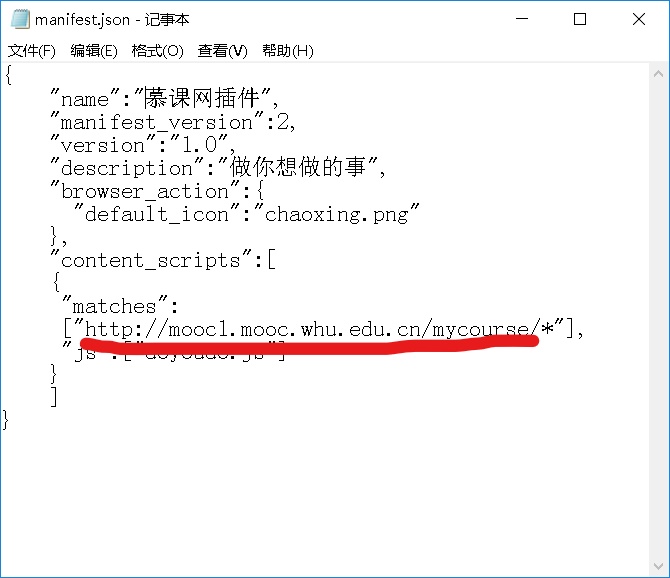 manifest.json - 记事本
文件(F) 编辑(E) 格式(O) 查看(V) 帮助(H)
{
"name":"慕课网插件",
"manifest_version":2,
"version":"1.0",
"description":"做你想做的事",
"browser_action":{
"default_icon":"chaoxing.png"
},
"content_scripts":[
{
"matches":
["http://mooc1.mooc.whu.edu.cn/mycourse/*"],
"js":["
"]
}
]
}